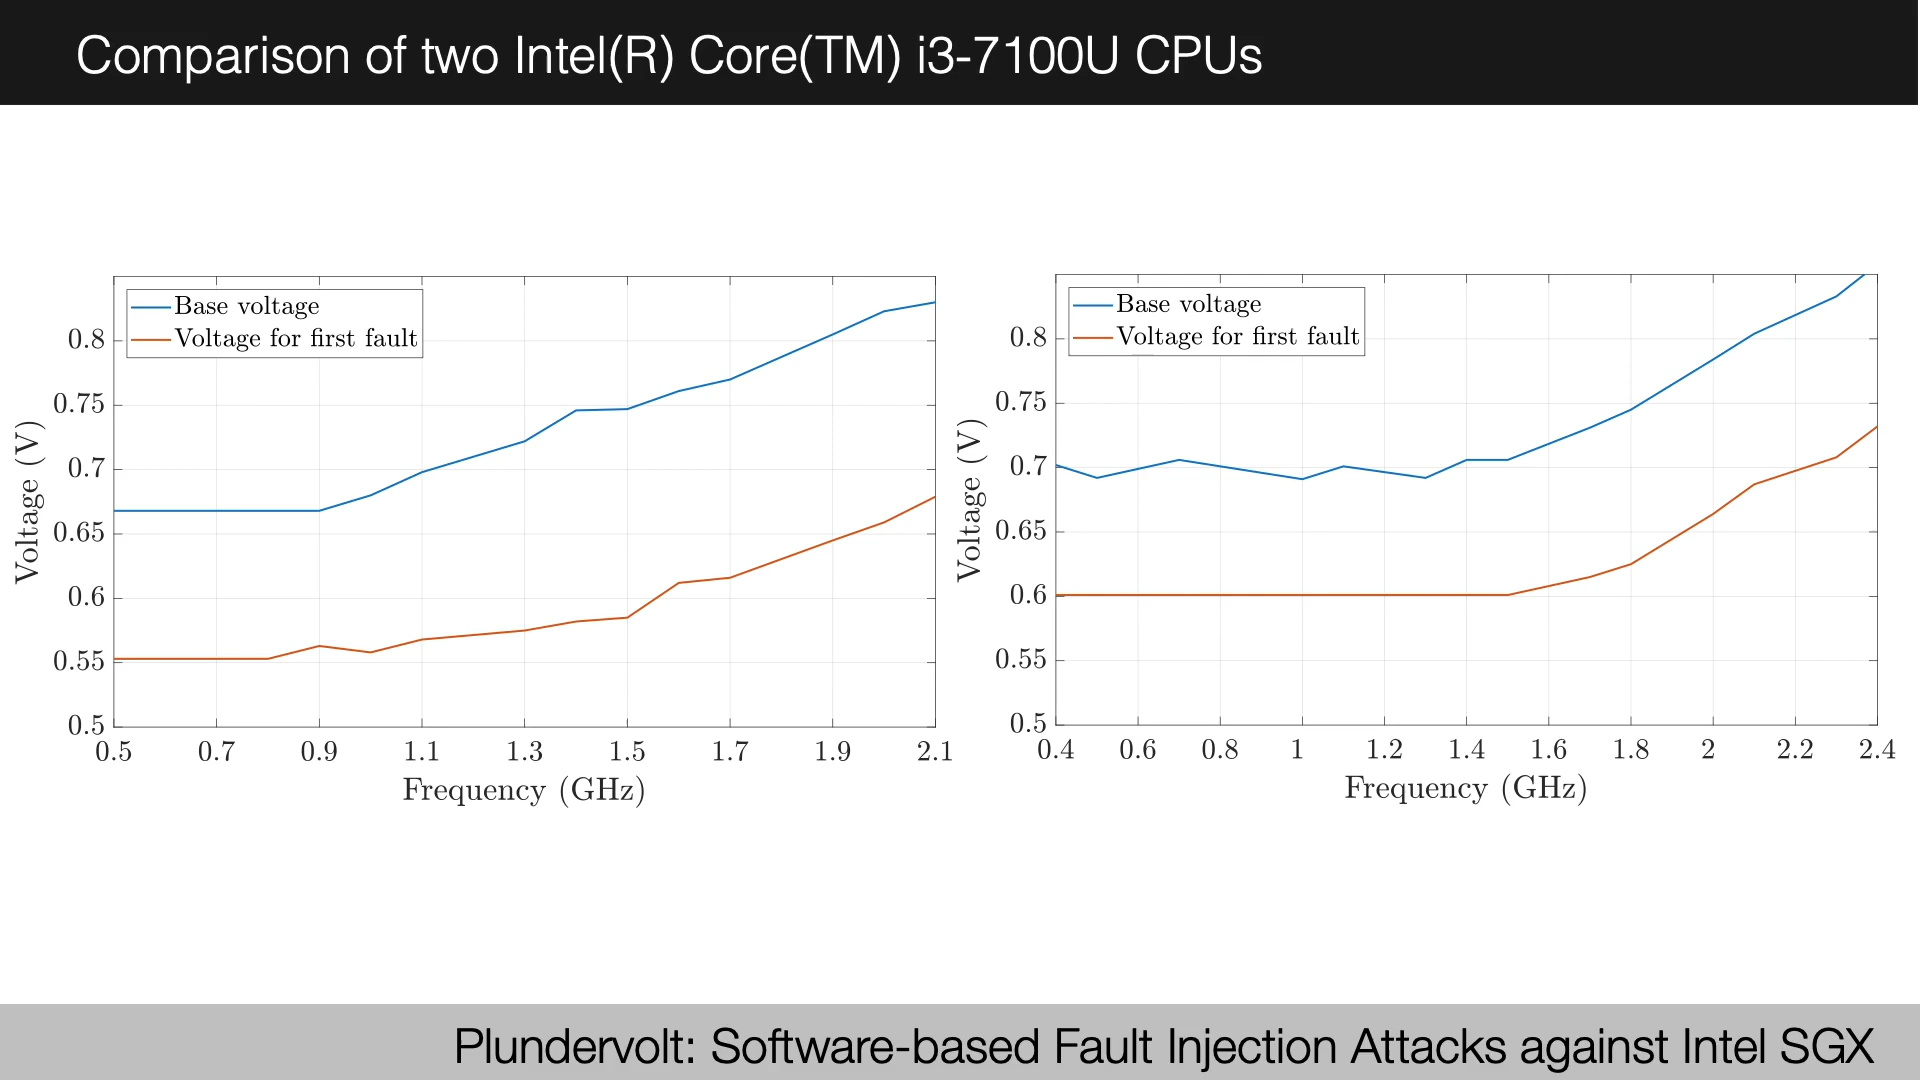 Comparison of two Intel(R) Core(TM) i3-7100U CPUs
Base voltage
Voltage for first fault
0.8
0.75
0.7
0.65
0.6
0.55
0.5
Voltage (V)
0.5 0.7 0.9 1.1 1.3 1.5 1.7 1.9 2.1
Frequency (GHz)
Base voltage
Voltage for first fault
0.8
0.75
0.7
0.65
0.6
0.55
0.5
Voltage (V)
0.4 0.6 0.8 1 1.2 1.4 1.6 1.8 2 2.2 2.4
Frequency (GHz)
Plundervolt: Software-based Fault Injection Attacks against Intel SGX